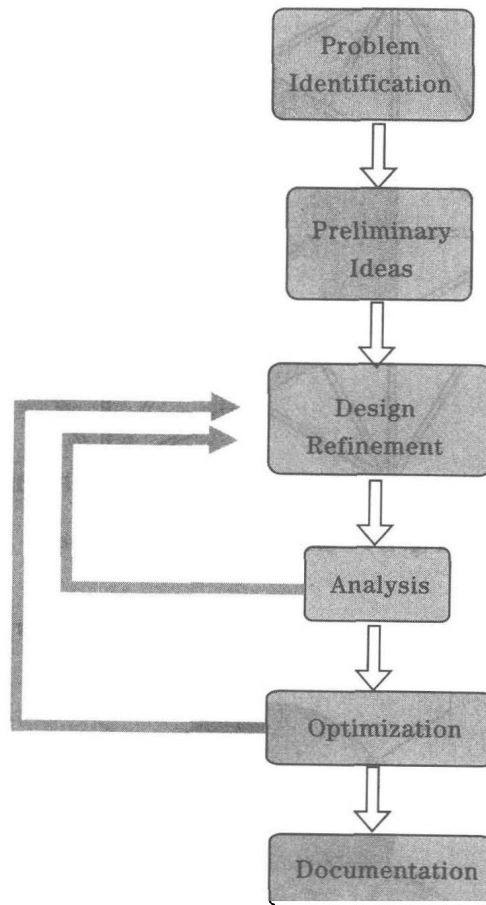 Problem
Identification
Preliminary
Ideas
Design
Refinement
Analysis
Optimization
Documentation